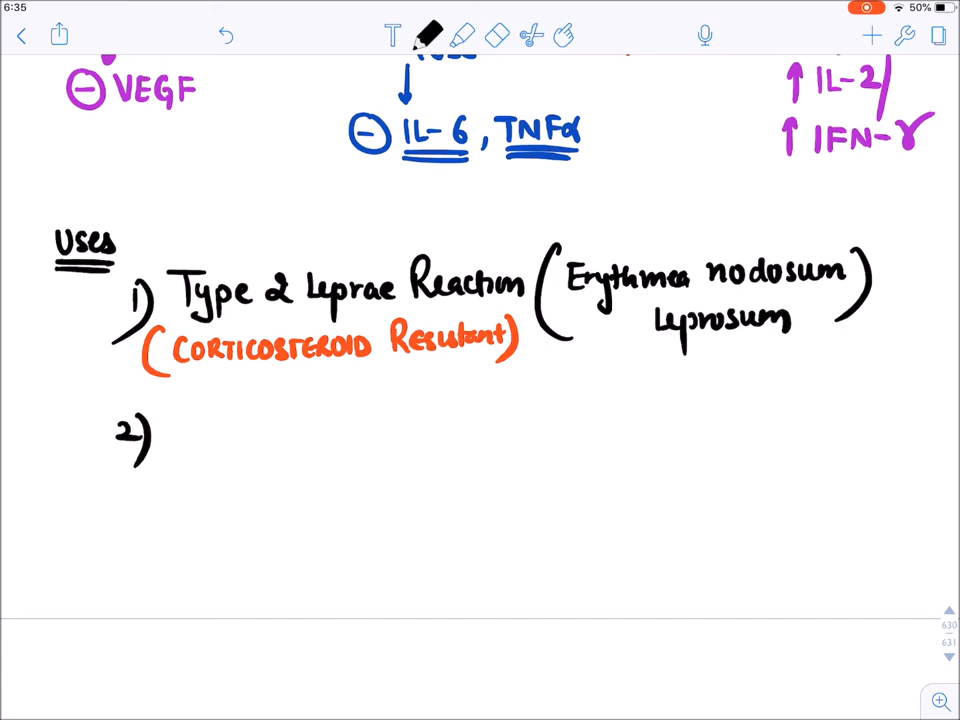 6:35
50%
T
⊖ VEGF
↓
⊖ IL-6, TNFα
↑ IL-2/
↑ IFN-γ
Uses
1) Type 2 Leprae Reaction (Erythmea nodosum
Leprosum)
(CORTICOSTEROID Resistant)
2)
630
631